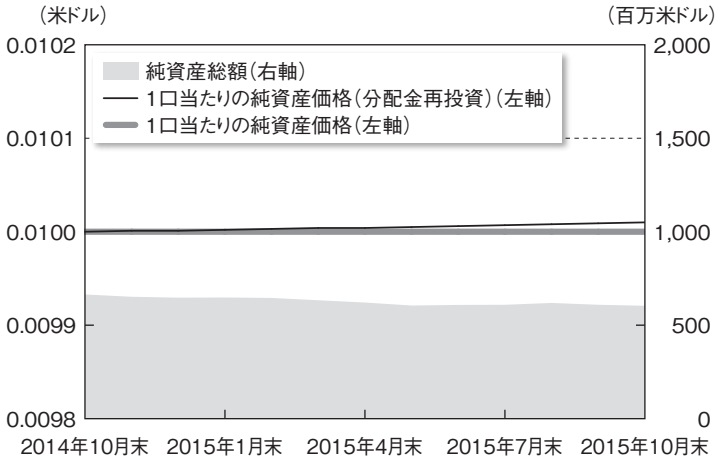 （米ドル）
（百万米ドル）
0.0102
2,000
純資産総額（右軸）
1口当たりの純資産価格（分配金再投資）（左軸）
1口当たりの純資産価格（左軸）
0.0101
1,500
0.0100
1,000
0.0099
500
0.0098
0
2014年10月末 2015年1月末 2015年4月末 2015年7月末 2015年10月末